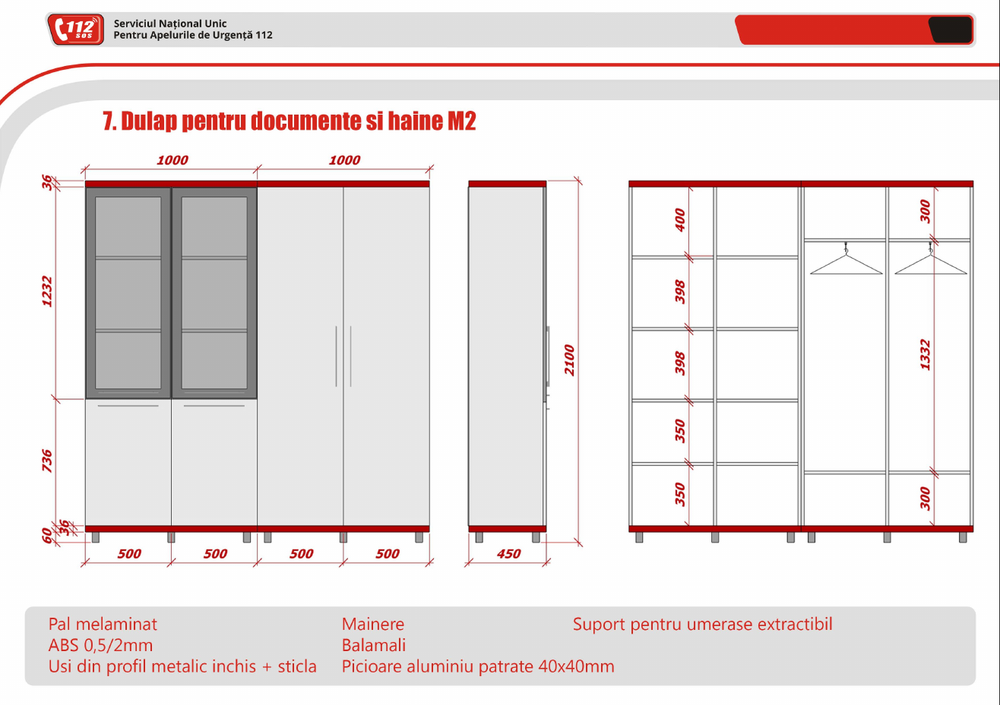 112
SOS
Serviciul Național Unic
Pentru Apelurile de Urgență 112
7. Dulap pentru documente si haine M2
1000
1000
36
1232
736
36
60
500
500
500
500
2100
450
400
398
398
350
350
300
1332
300
Pal melaminat
ABS 0,5/2mm
Usi din profil metalic inchis + sticla
Mainere
Balamali
Picioare aluminiu patrate 40x40mm
Suport pentru umerase extractibil